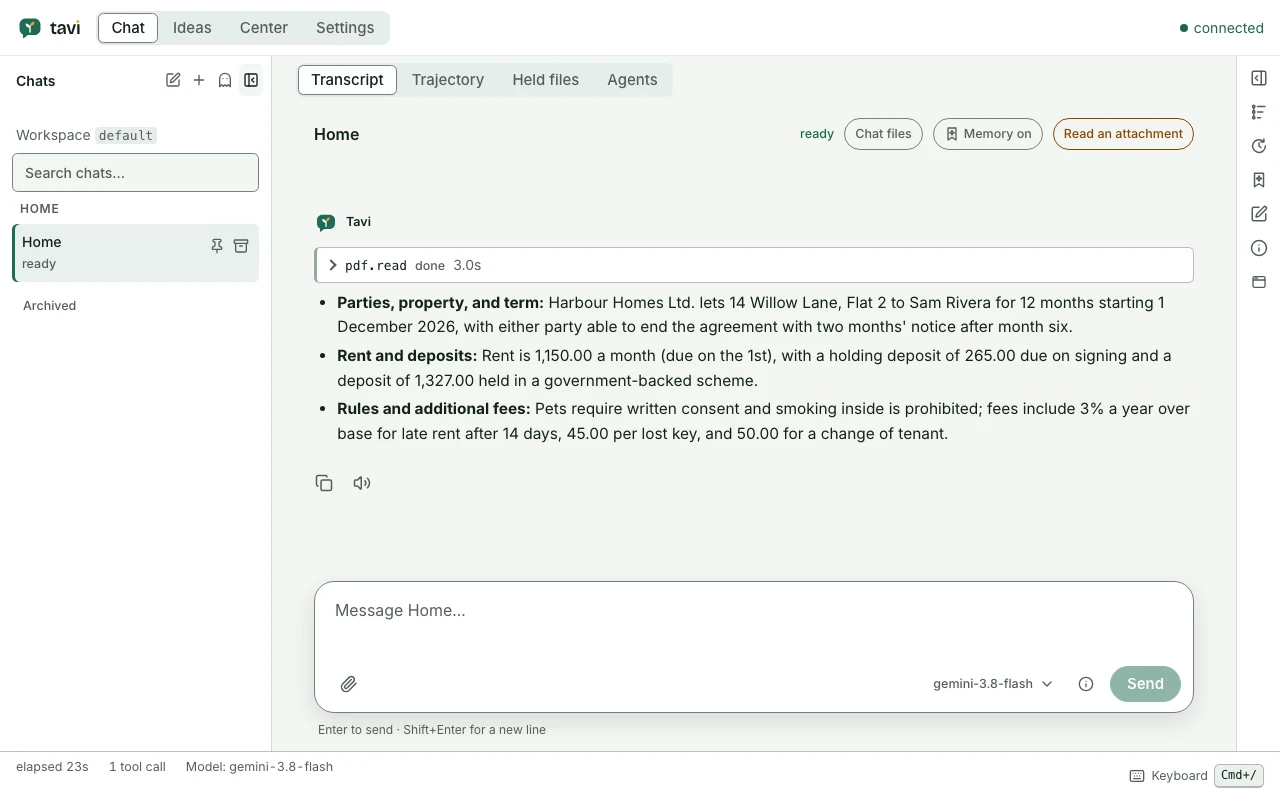 tavi
Chat
Ideas
Center
Settings
connected
Chats
Workspace default
Search chats...
HOME
Home
ready
Archived
Transcript
Trajectory
Held files
Agents
Home
ready
Chat files
Memory on
Read an attachment
Tavi
pdf.read done 3.0s
• Parties, property, and term: Harbour Homes Ltd. lets 14 Willow Lane, Flat 2 to Sam Rivera for 12 months starting 1
December 2026, with either party able to end the agreement with two months' notice after month six.
• Rent and deposits: Rent is 1,150.00 a month (due on the 1st), with a holding deposit of 265.00 due on signing and a
deposit of 1,327.00 held in a government-backed scheme.
• Rules and additional fees: Pets require written consent and smoking inside is prohibited; fees include 3% a year over
base for late rent after 14 days, 45.00 per lost key, and 50.00 for a change of tenant.
Message Home...
gemini-3.8-flash
Send
Enter to send · Shift+Enter for a new line
elapsed 23s
1 tool call
Model: gemini-3.8-flash
Keyboard
Cmd+/